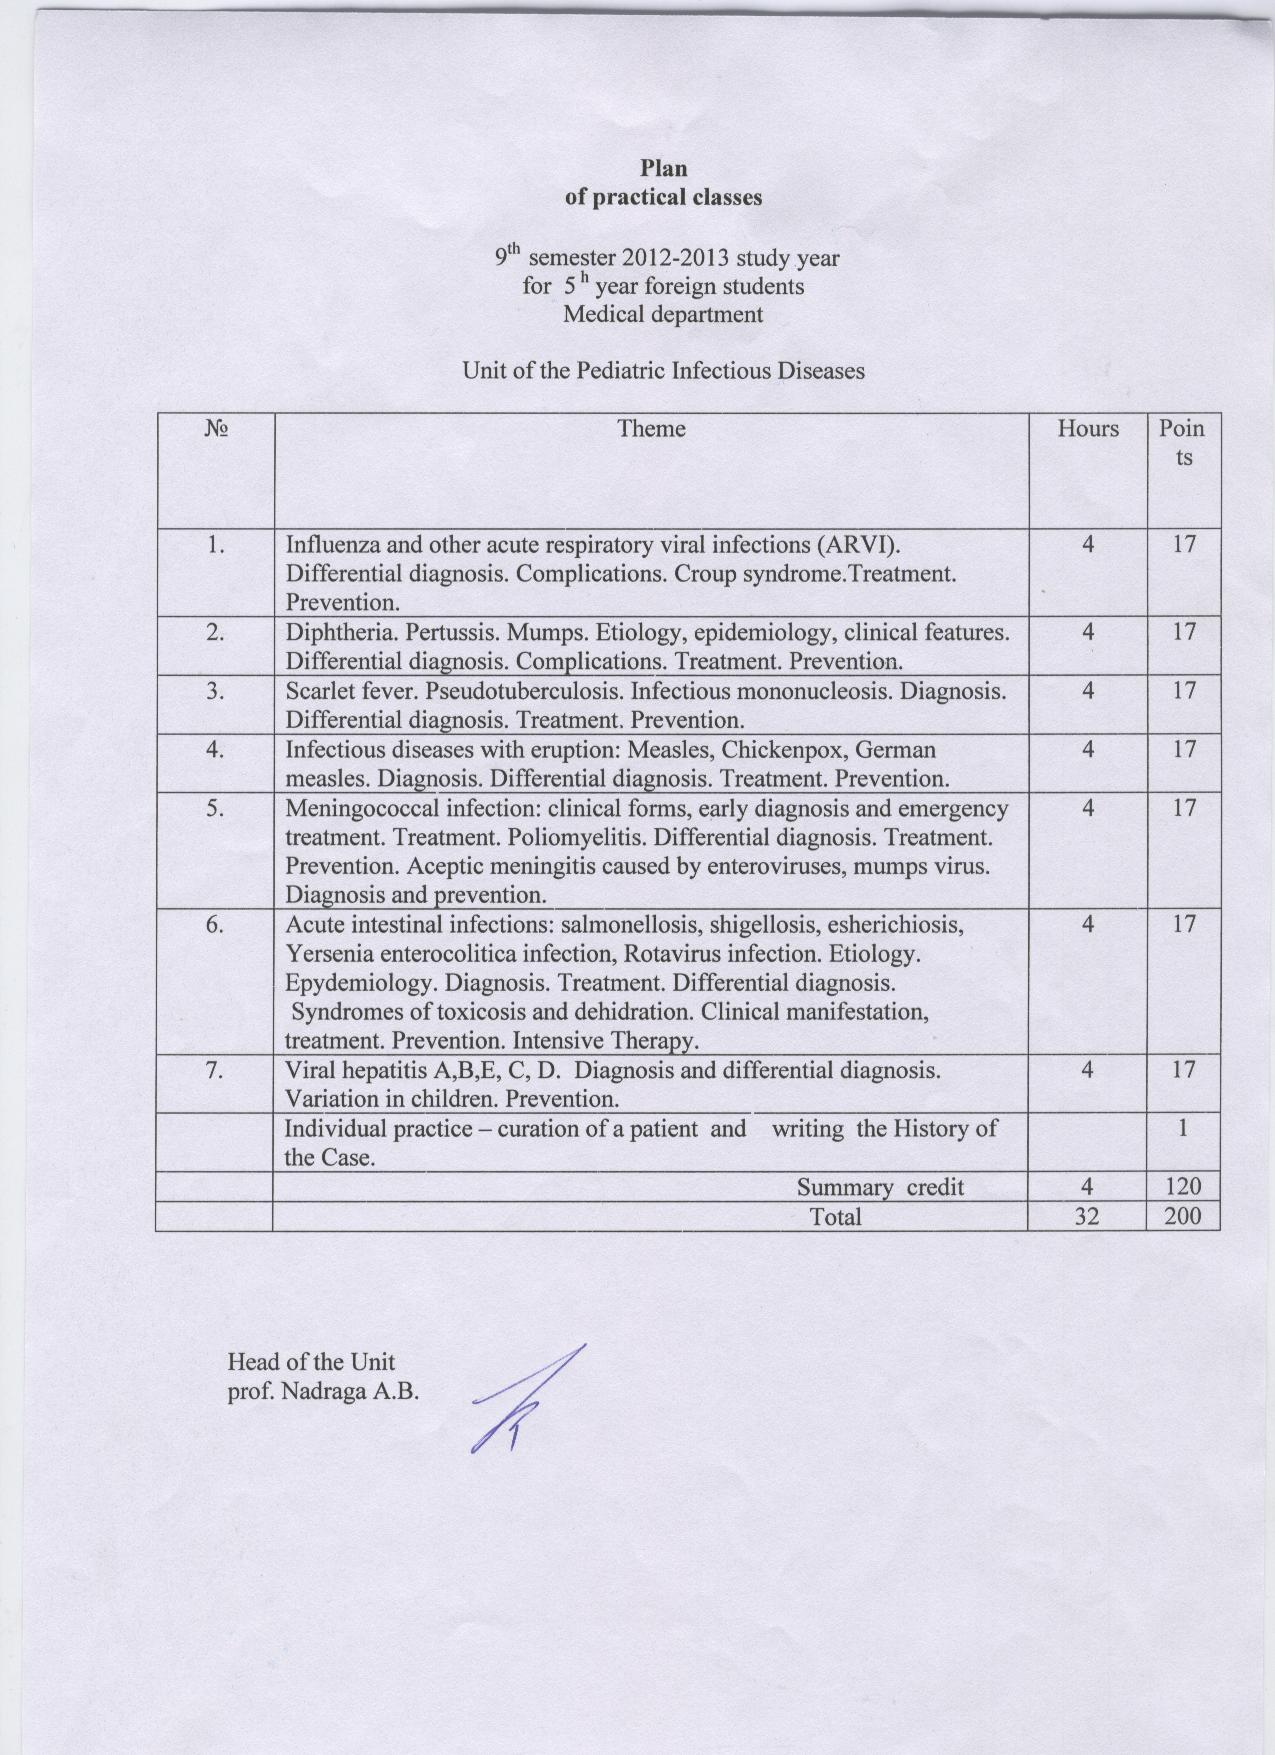 Plan
of practical classes
9th semester 2012-2013 study year
for 5 h year foreign students
Medical department
Unit of the Pediatric Infectious Diseases
№ Theme Hours Poin
ts
1. Influenza and other acute respiratory viral infections (ARVI). 4 17
Differential diagnosis. Complications. Croup syndrome.Treatment.
Prevention.
2. Diphtheria. Pertussis. Mumps. Etiology, epidemiology, clinical features. 4 17
Differential diagnosis. Complications. Treatment. Prevention.
3. Scarlet fever. Pseudotuberculosis. Infectious mononucleosis. Diagnosis. 4 17
Differential diagnosis. Treatment. Prevention.
4. Infectious diseases with eruption: Measles, Chickenpox, German 4 17
measles. Diagnosis. Differential diagnosis. Treatment. Prevention.
5. Meningococcal infection: clinical forms, early diagnosis and emergency 4 17
treatment. Treatment. Poliomyelitis. Differential diagnosis. Treatment.
Prevention. Aceptic meningitis caused by enteroviruses, mumps virus.
Diagnosis and prevention.
6. Acute intestinal infections: salmonellosis, shigellosis, esherichiosis, 4 17
Yersenia enterocolitica infection, Rotavirus infection. Etiology.
Epydemiology. Diagnosis. Treatment. Differential diagnosis.
Syndromes of toxicosis and dehidration. Clinical manifestation,
treatment. Prevention. Intensive Therapy.
7. Viral hepatitis A,B,E, C, D. Diagnosis and differential diagnosis. 4 17
Variation in children. Prevention.
Individual practice – curation of a patient and writing the History of 1
the Case.
Summary credit 4 120
Total 32 200
Head of the Unit
prof. Nadraga A.B.